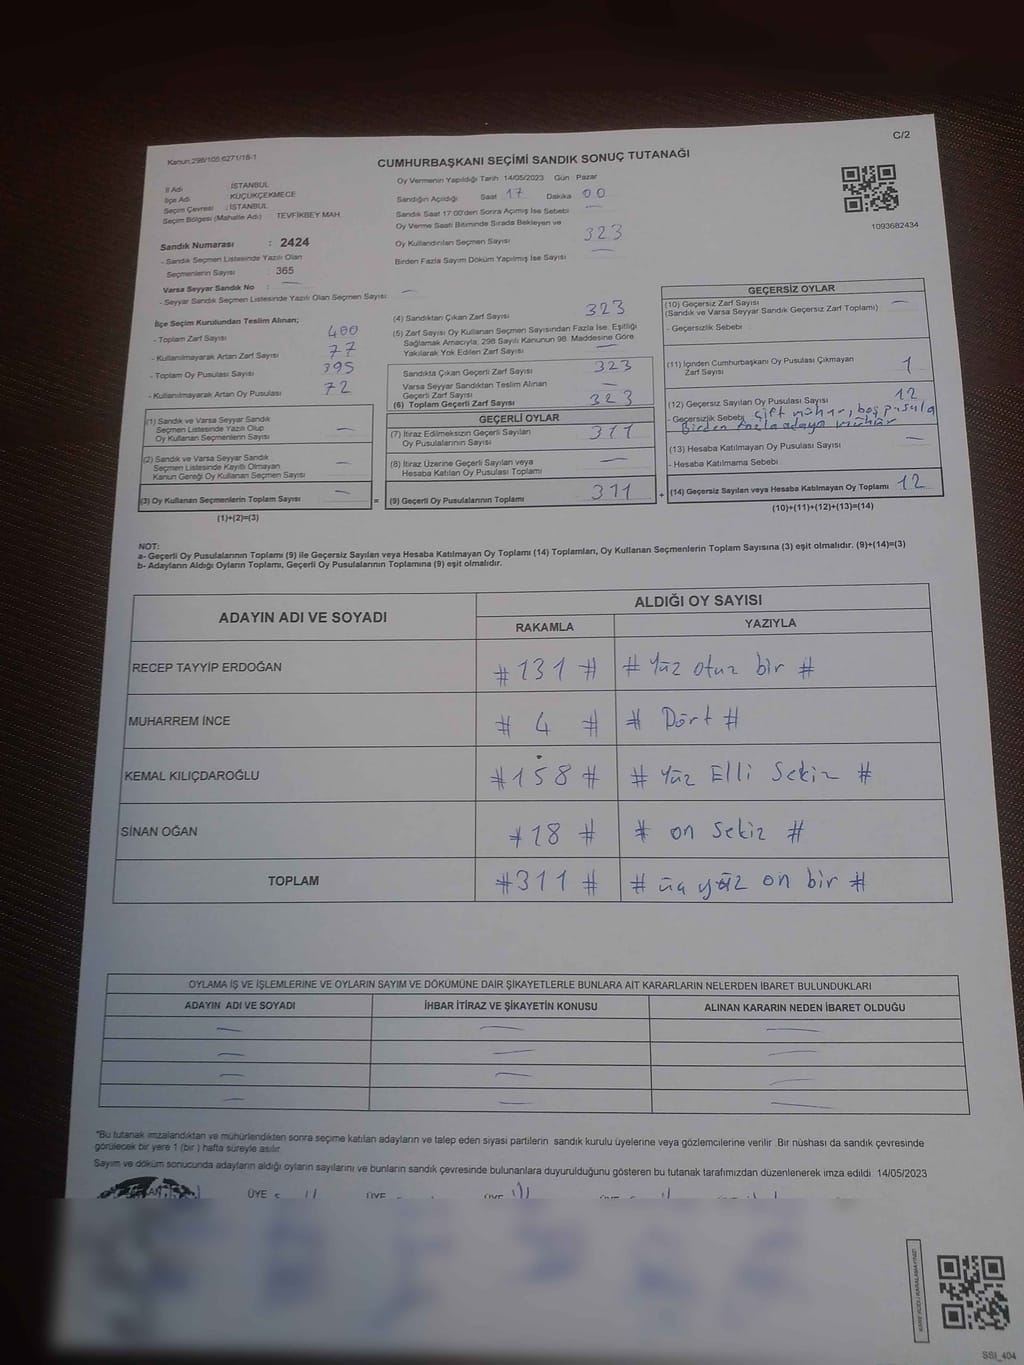 C/2
Kanun:298/105;6271/18-1
CUMHURBAŞKANI SEÇİMİ SANDIK SONUÇ TUTANAĞI
İl Adı İSTANBUL
İlçe Adı KÜÇÜKÇEKMECE
Seçim Çevresi : İSTANBUL
Seçim Bölgesi (Mahalle Adı) TEVFİKBEY MAH
Oy Vermenin Yapıldığı Tarih 14/05/2023 Gün Pazar
Sandığın Açıldığı Saat 17 Dakika 00
Sandık Saat 17:00'den Sonra Açımış İse Sebebi —
Oy Verme Saati Bitiminde Sırada Bekleyen ve
Oy Kullandırılan Seçmen Sayısı 323
Birden Fazla Sayım Döküm Yapılmış İse Sayısı —
1093682434
Sandık Numarası : 2424
- Sandık Seçmen Listesinde Yazılı Olan
Seçmenlerin Sayısı : 365
Varsa Seyyar Sandık No : —
- Seyyar Sandık Seçmen Listesinde Yazılı Olan Seçmen Sayısı: —
İlçe Seçim Kurulundan Teslim Alınan;
- Toplam Zarf Sayısı 400
- Kullanılmayarak Artan Zarf Sayısı 77
- Toplam Oy Pusulası Sayısı 395
- Kullanılmayarak Artan Oy Pusulası 72
(4) Sandıktan Çıkan Zarf Sayısı 323
(5) Zarf Sayısı Oy Kullanan Seçmen Sayısından Fazla İse, Eşitliği
Sağlamak Amacıyla, 298 Sayılı Kanunun 98. Maddesine Göre
Yakılarak Yok Edilen Zarf Sayısı —
Sandıkta Çıkan Geçerli Zarf Sayısı 323
Varsa Seyyar Sandıktan Teslim Alınan
Geçerli Zarf Sayısı —
(6) Toplam Geçerli Zarf Sayısı 323
GEÇERSİZ OYLAR
(10) Geçersiz Zarf Sayısı —
(Sandık ve Varsa Seyyar Sandık Geçersiz Zarf Toplamı)
- Geçersizlik Sebebi
(11) İçinden Cumhurbaşkanı Oy Pusulası Çıkmayan
Zarf Sayısı 1
(12) Geçersiz Sayılan Oy Pusulası Sayısı 12
- Geçersizlik Sebebi Çift mühür, boş pusula
Birden fazla adaya mühür
(13) Hesaba Katılmayan Oy Pusulası Sayısı —
- Hesaba Katılmama Sebebi
(14) Geçersiz Sayılan veya Hesaba Katılmayan Oy Toplamı 12
(10)+(11)+(12)+(13)=(14)
(1) Sandık ve Varsa Seyyar Sandık
Seçmen Listesinde Yazılı Olup
Oy Kullanan Seçmenlerin Sayısı —
(2) Sandık ve Varsa Seyyar Sandık
Seçmen Listesinde Kayıtlı Olmayan
Kanun Gereği Oy Kullanan Seçmen Sayısı —
(3) Oy Kullanan Seçmenlerin Toplam Sayısı —
(1)+(2)=(3)
=
GEÇERLİ OYLAR
(7) İtiraz Edilmeksizin Geçerli Sayılan
Oy Pusulasının Sayısı 311
(8) İtiraz Üzerine Geçerli Sayılan veya
Hesaba Katılan Oy Pusulası Toplamı —
(9) Geçerli Oy Pusulalarının Toplamı 311
+
NOT:
a- Geçerli Oy Pusulalarının Toplamı (9) ile Geçersiz Sayılan veya Hesaba Katılmayan Oy Toplamı (14) Toplamları, Oy Kullanan Seçmenlerin Toplam Sayısına (3) eşit olmalıdır. (9)+(14)=(3)
b- Adayların Aldığı Oyların Toplamı, Geçerli Oy Pusulalarının Toplamına (9) eşit olmalıdır.
ADAYIN ADI VE SOYADI ALDIĞI OY SAYISI
RAKAMLA YAZIYLA
RECEP TAYYİP ERDOĞAN # 131 # # Yüz otuz bir #
MUHARREM İNCE # 4 # # Dört #
KEMAL KILIÇDAROĞLU # 158 # # Yüz Elli Sekiz #
SİNAN OĞAN # 18 # # on sekiz #
TOPLAM # 311 # # üç yüz on bir #
OYLAMA İŞ VE İŞLEMLERİNE VE OYLARIN SAYIM VE DÖKÜMÜNE DAİR ŞİKAYETLERLE BUNLARA AİT KARARLARIN NELERDEN İBARET BULUNDUKLARI
ADAYIN ADI VE SOYADI İHBAR İTİRAZ VE ŞİKAYETİN KONUSU ALINAN KARARIN NEDEN İBARET OLDUĞU
— — —
— — —
— — —
— — —
*Bu tutanak imzalandıktan ve mühürlendikten sonra seçime katılan adayların ve talep eden siyasi partilerin sandık kurulu üyelerine veya gözlemcilerine verilir. Bir nüshası da sandık çevresinde
görülecek bir yere 1 (bir) hafta süreyle asılır.
Sayım ve döküm sonucunda adayların aldığı oyların sayılarını ve bunların sandık çevresinde bulunanlara duyurulduğunu gösteren bu tutanak tarafımızdan düzenlenerek imza edildi. 14/05/2023
ÜYE ÜYE ÜYE
SSI_404